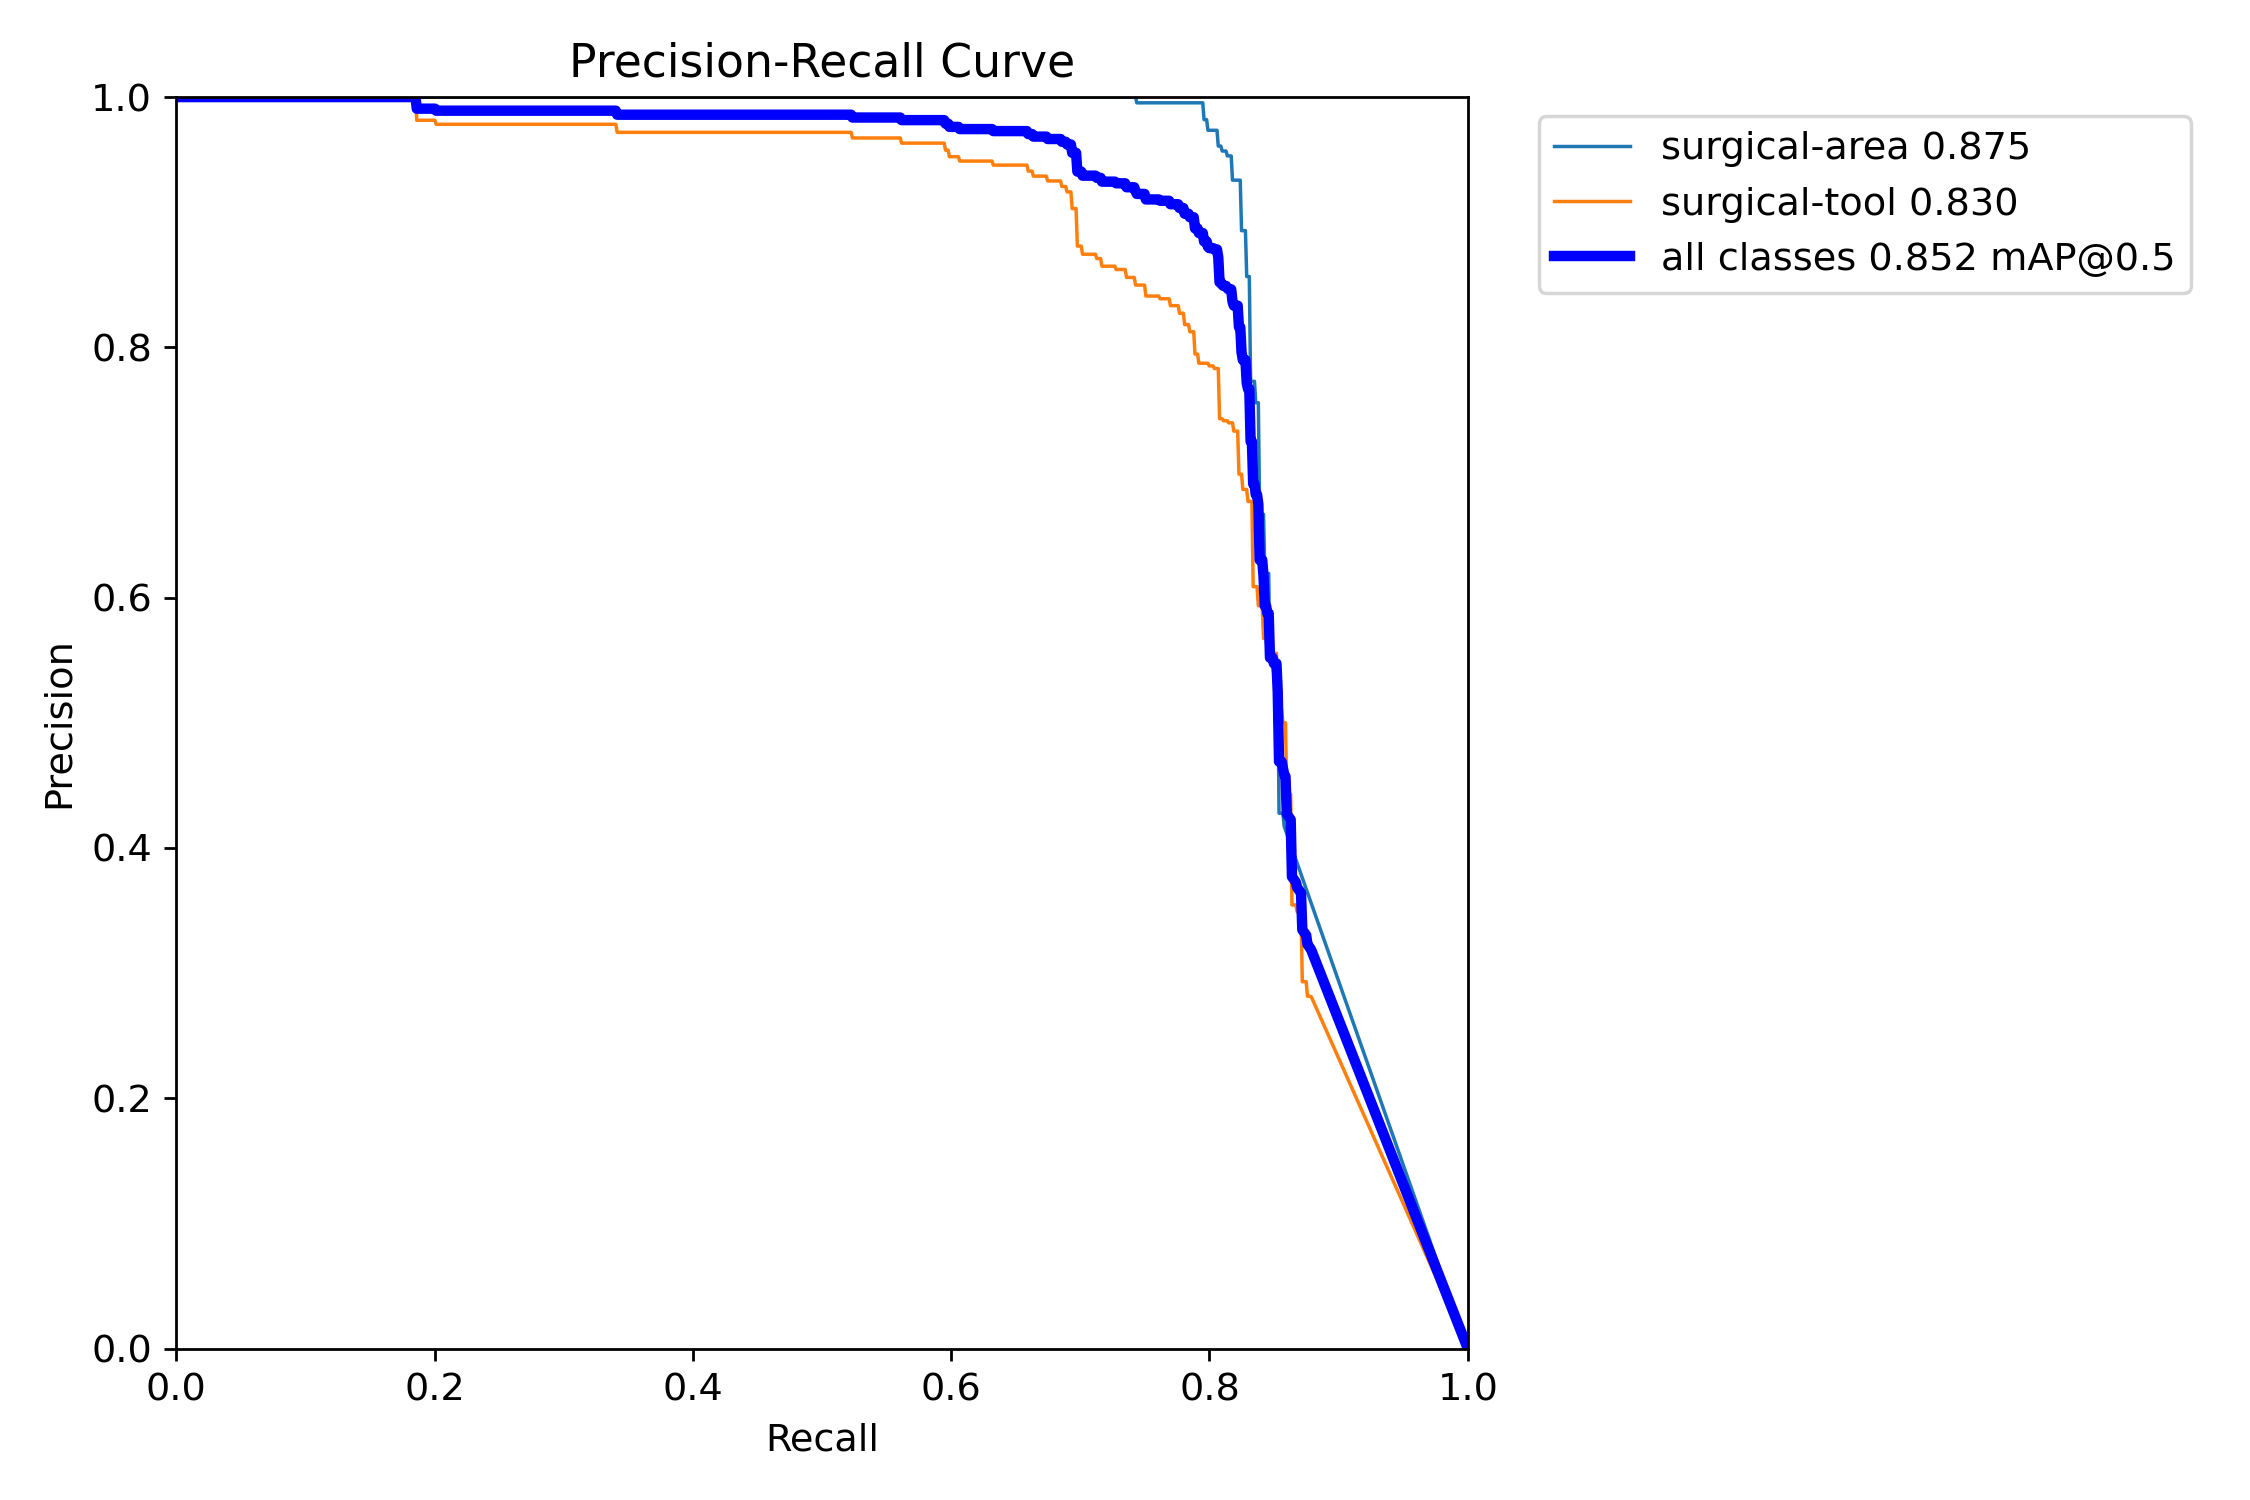 Precision-Recall Curve
surgical-area 0.875
surgical-tool 0.830
all classes 0.852 mAP@0.5
Precision
1.0
0.8
0.6
0.4
0.2
0.0
0.0 0.2 0.4 0.6 0.8 1.0
Recall